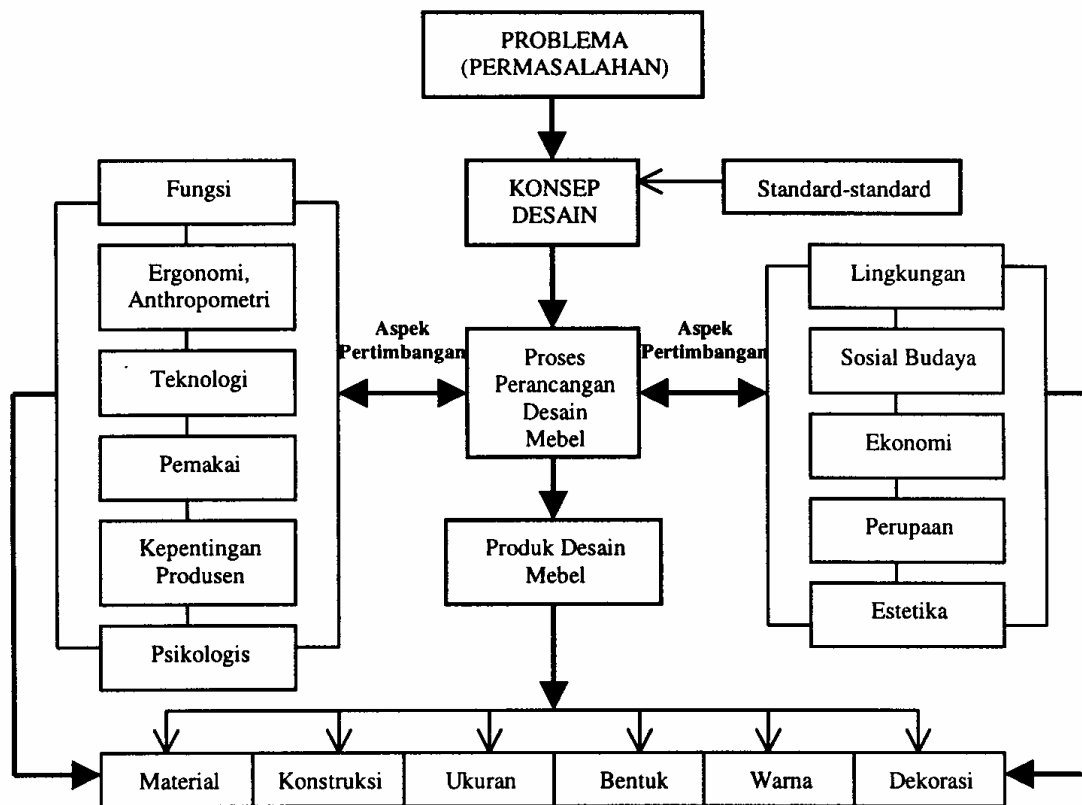 PROBLEMA
(PERMASALAHAN)
KONSEP
DESAIN
Standard-standard
Fungsi
Ergonomi,
Anthropometri
Teknologi
Pemakai
Kepentingan
Produsen
Psikologis
Aspek
Pertimbangan
Proses
Perancangan
Desain
Mebel
Aspek
Pertimbangan
Lingkungan
Sosial Budaya
Ekonomi
Perupaan
Estetika
Produk Desain
Mebel
Material
Konstruksi
Ukuran
Bentuk
Warna
Dekorasi